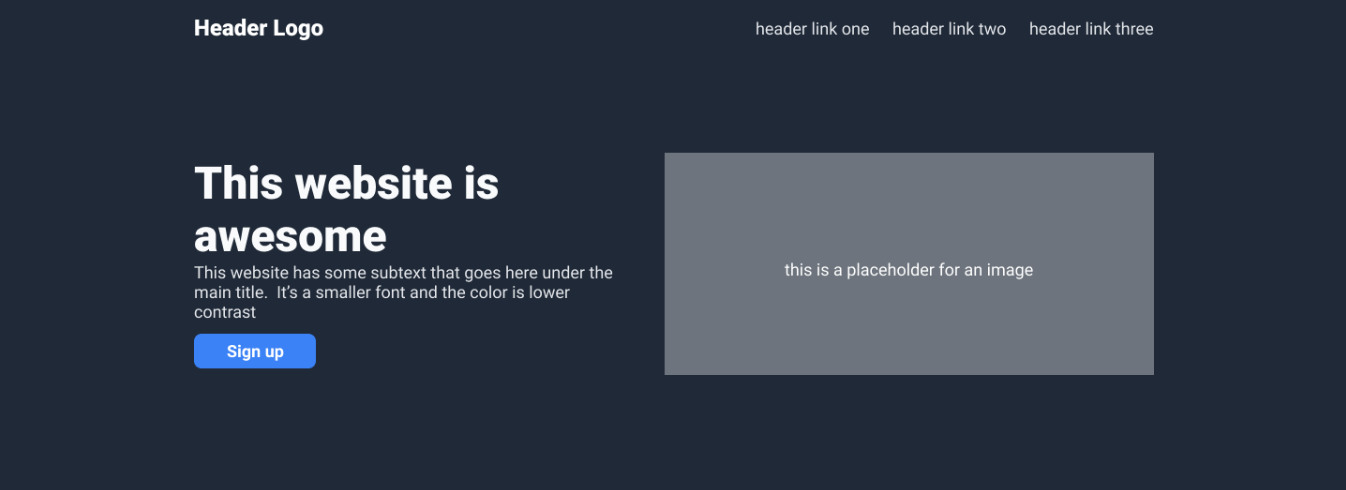 Header Logo
header link one header link two header link three
This website is
awesome
This website has some subtext that goes here under the
main title.  It’s a smaller font and the color is lower
contrast
Sign up
this is a placeholder for an image